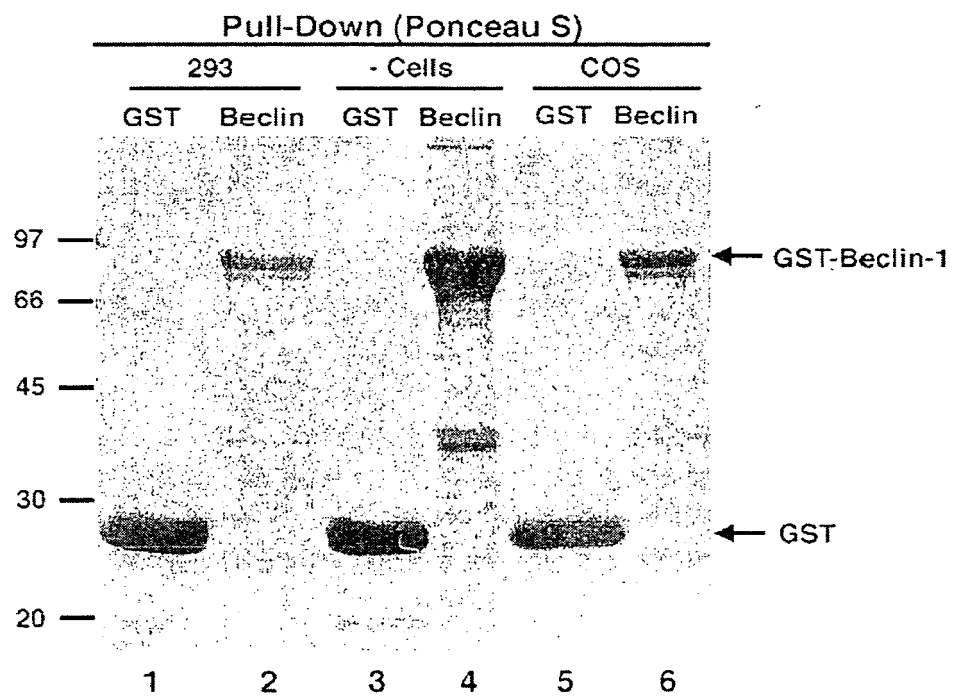 Pull-Down (Ponceau S)
293 - Cells COS
GST Beclin GST Beclin GST Beclin
97
GST-Beclin-1
66
45
30
GST
20
1 2 3 4 5 6